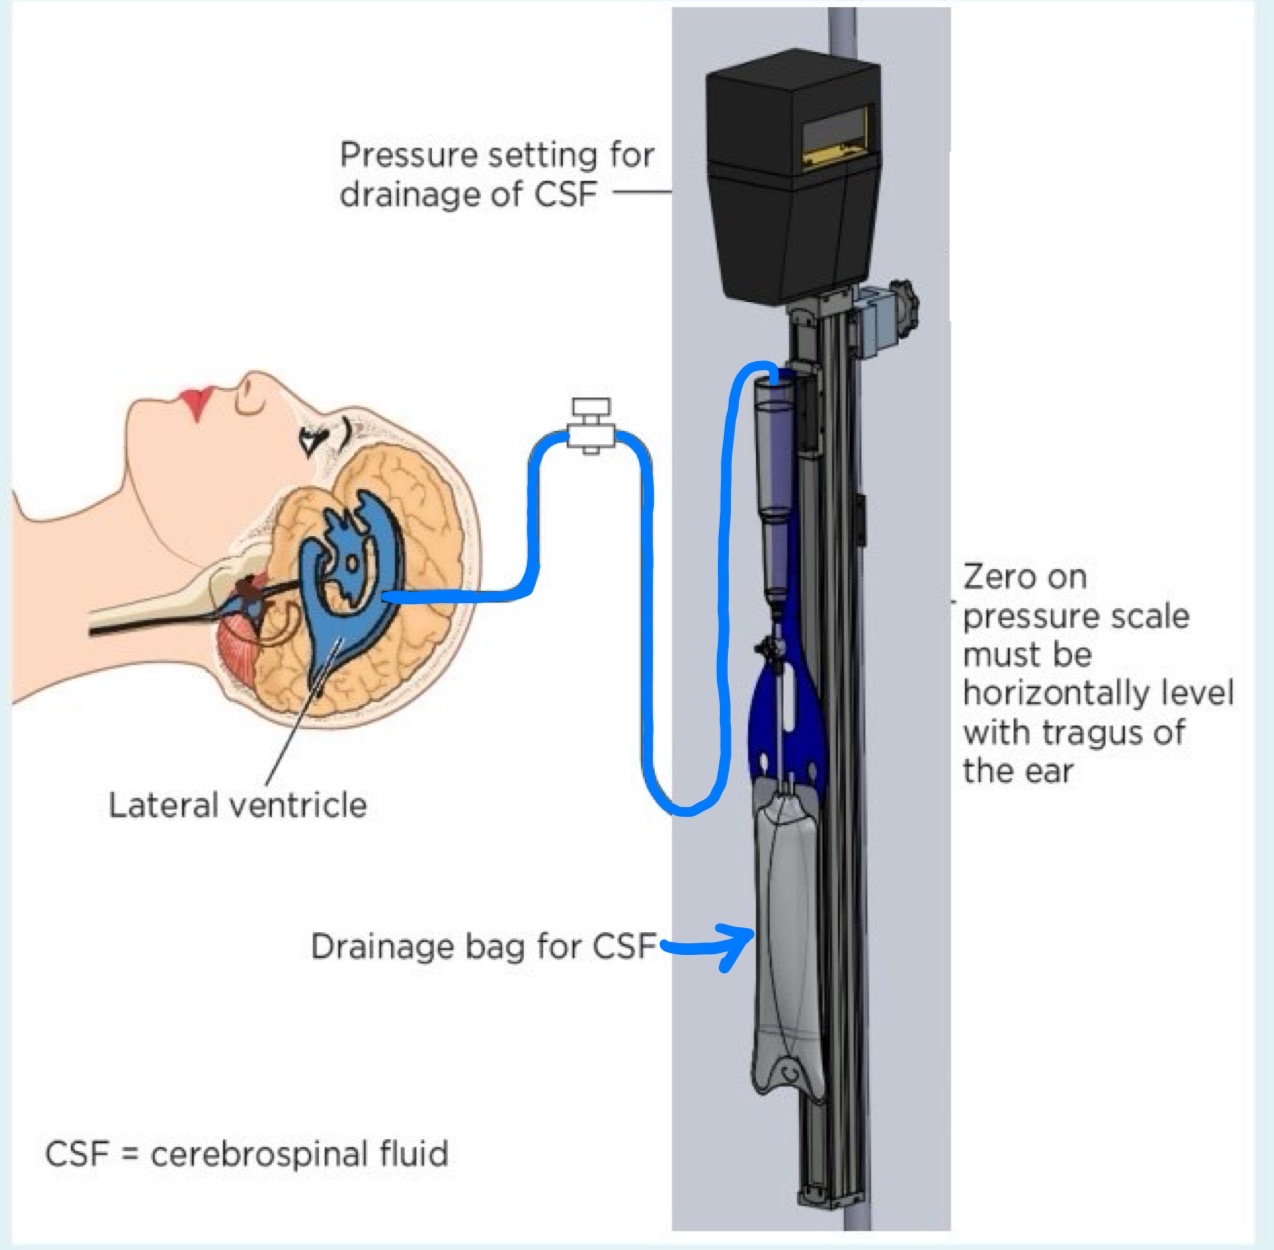 Pressure setting for
drainage of CSF
Zero on
pressure scale
must be
horizontally level
with tragus of
the ear
Lateral ventricle
Drainage bag for CSF
CSF = cerebrospinal fluid